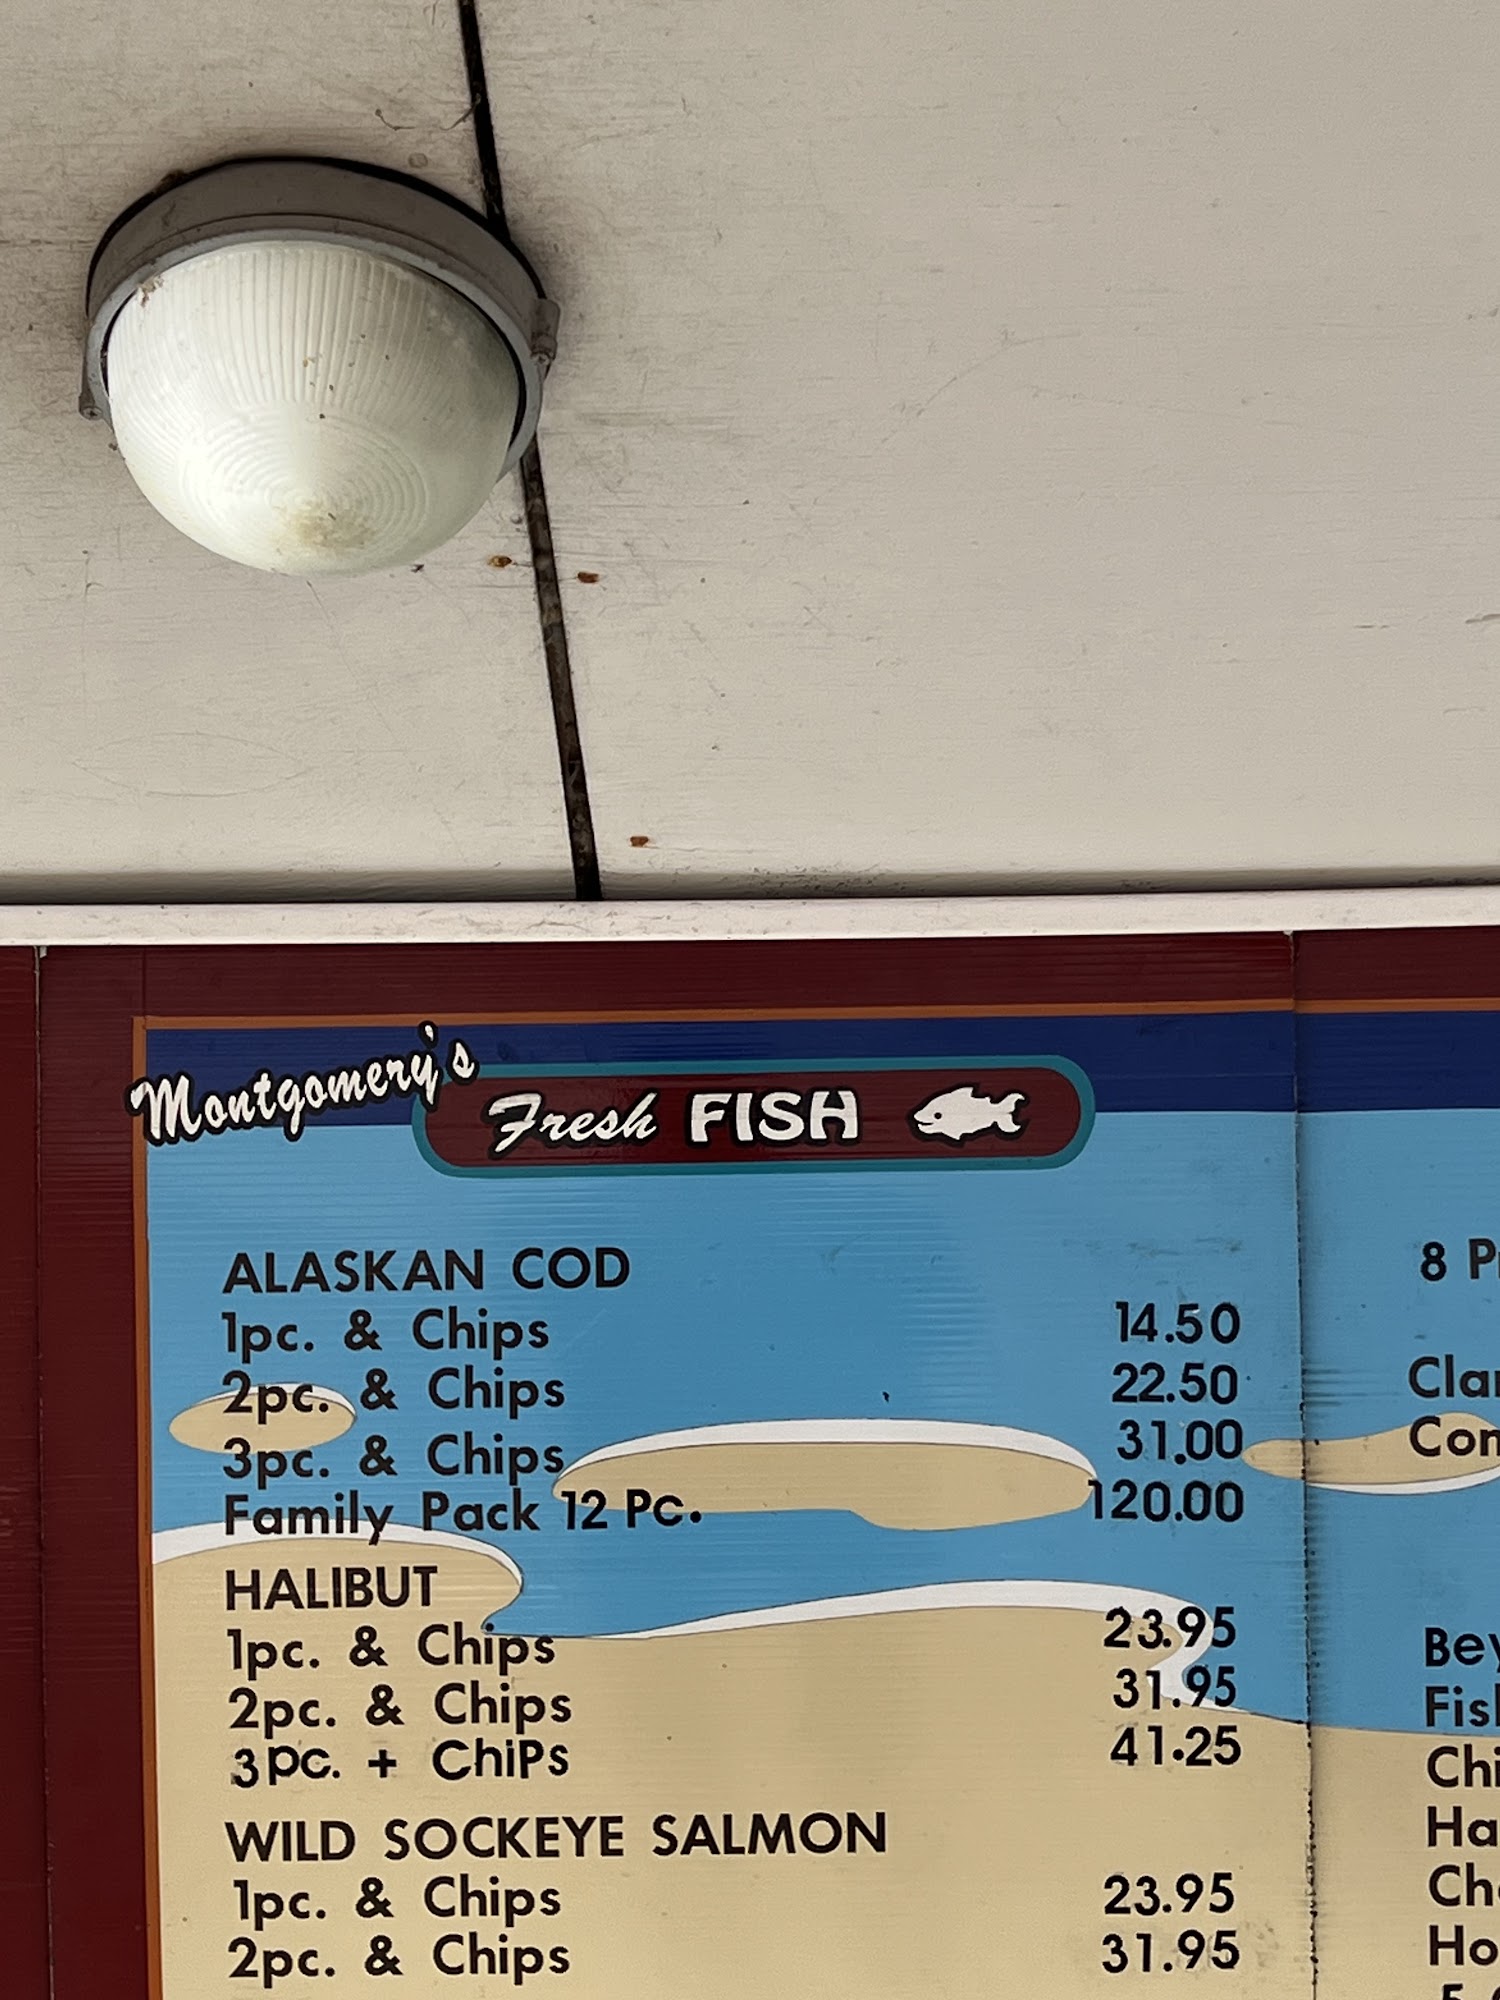 Montgomery's
Fresh FISH
ALASKAN COD
1pc. & Chips 14.50
2pc. & Chips 22.50
3pc. & Chips 31.00
Family Pack 12 Pc. 120.00
HALIBUT
1pc. & Chips 23.95
2pc. & Chips 31.95
3pc. + ChiPs 41.25
WILD SOCKEYE SALMON
1pc. & Chips 23.95
2pc. & Chips 31.95
8